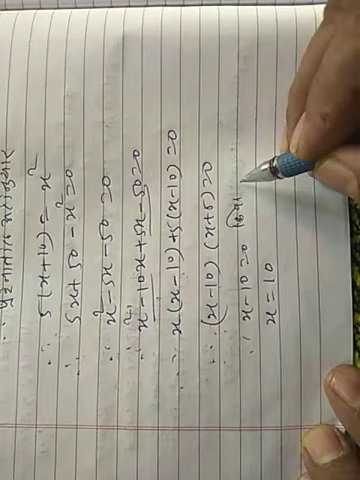 ∴ 5(x+10) = x²
∴ 5x+50 - x² = 0
∴ x² - 5x - 50 = 0
∴ x² - 10x + 5x - 50 = 0
∴ x(x-10) + 5(x-10) = 0
∴ (x-10) (x+5) = 0
∴ x-10=0 किंवा
x = 10